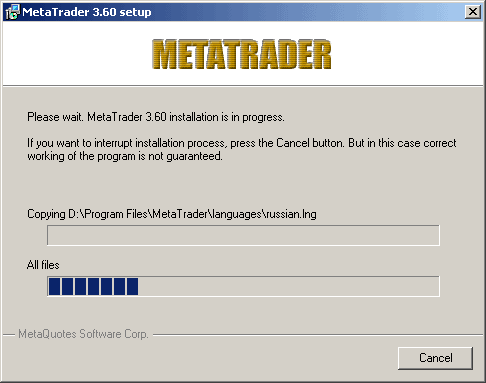 MetaTrader 3.60 setup
METATRADER
Please wait. MetaTrader 3.60 installation is in progress.
If you want to interrupt installation process, press the Cancel button. But in this case correct
working of the program is not guaranteed.
Copying D:\Program Files\MetaTrader\languages\russian.lng
All files
MetaQuotes Software Corp.
Cancel